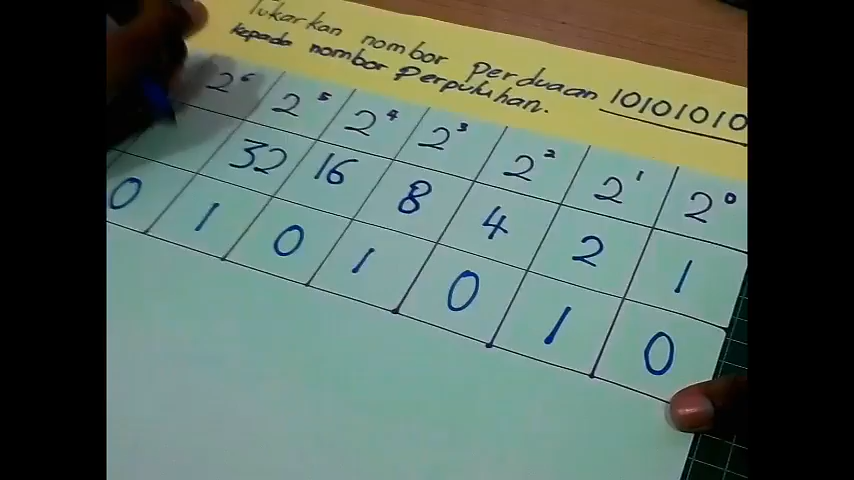 Tukarkan nombor perduaan 10101010
kepada nombor perpuluhan.
2⁶ 2⁵ 2⁴ 2³ 2² 2¹ 2⁰
32 16 8 4 2 1
0 1 0 1 0 1 0